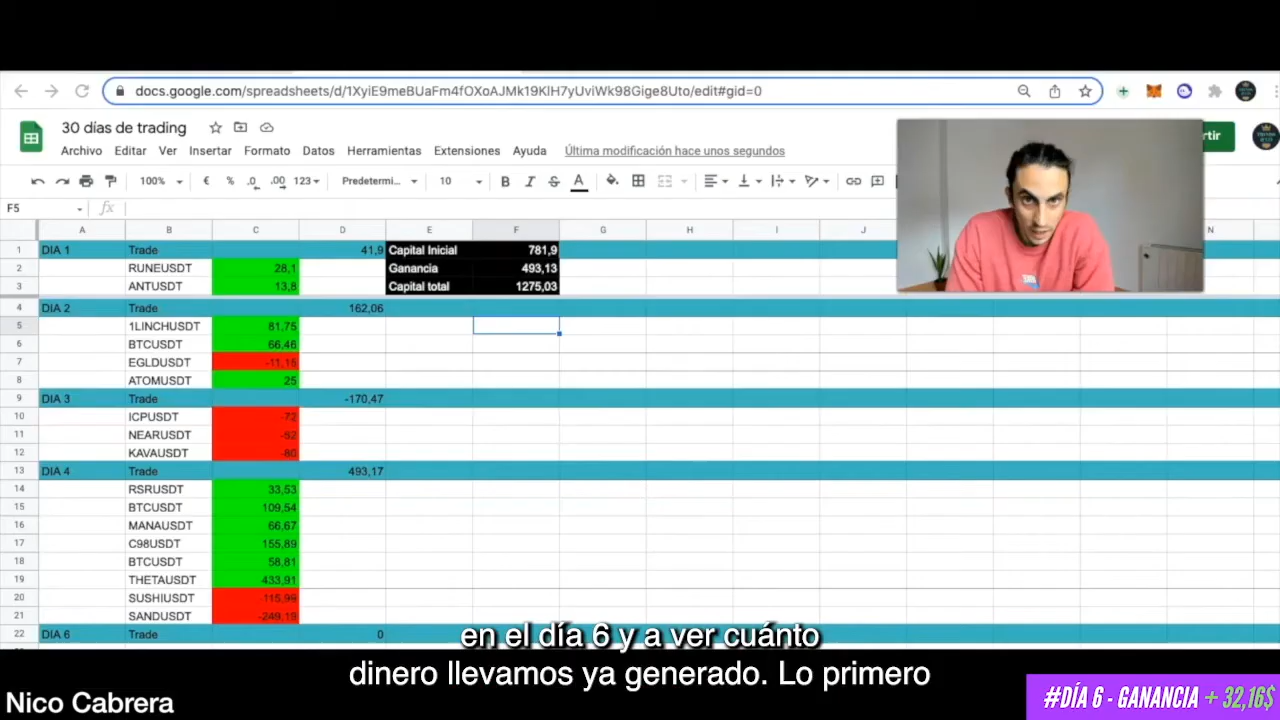 docs.google.com/spreadsheets/d/1XyiE9meBUaFm4fOXoAJMk19KlH7yUviWk98Gige8Uto/edit#gid=0
30 días de trading
Archivo Editar Ver Insertar Formato Datos Herramientas Extensiones Ayuda Última modificación hace unos segundos
rtir
100% € % .0 .00 123 Predetermi... 10 B I S A
F5 fx
A B C D E F G H I J N
1 DIA 1 Trade 41,9 Capital Inicial 781,9
2 RUNEUSDT 28,1 Ganancia 493,13
3 ANTUSDT 13,8 Capital total 1275,03
4 DIA 2 Trade 162,06
5 1LINCHUSDT 81,75
6 BTCUSDT 66,46
7 EGLDUSDT -11,15
8 ATOMUSDT 25
9 DIA 3 Trade -170,47
10 ICPUSDT -72
11 NEARUSDT -52
12 KAVAUSDT -80
13 DIA 4 Trade 493,17
14 RSRUSDT 33,53
15 BTCUSDT 109,54
16 MANAUSDT 66,67
17 C98USDT 155,89
18 BTCUSDT 58,81
19 THETAUSDT 433,91
20 SUSHIUSDT -115,99
21 SANDUSDT -249,19
22 DIA 6 Trade 0
en el día 6 y a ver cuánto
dinero llevamos ya generado. Lo primero
Nico Cabrera
#DÍA 6 - GANANCIA + 32,16$